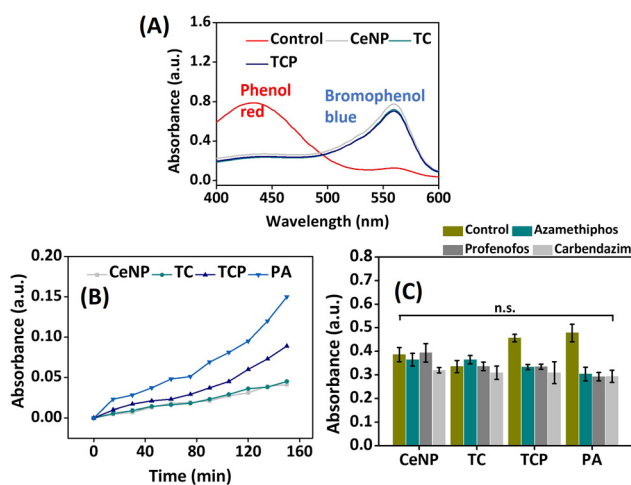 (A)
Control CeNP TC
TCP
Phenol
red
Bromophenol
blue
Absorbance (a.u.)
1.6
1.2
0.8
0.4
0.0
400 450 500 550 600
Wavelength (nm)
(B)
CeNP TC TCP PA
Absorbance (a.u.)
0.20
0.15
0.10
0.05
0.00
0 40 80 120 160
Time (min)
Control Azamethiphos
Profenofos Carbendazim
(C)
n.s.
Absorbance (a.u.)
0.8
0.7
0.6
0.5
0.4
0.3
0.2
0.1
0.0
CeNP TC TCP PA